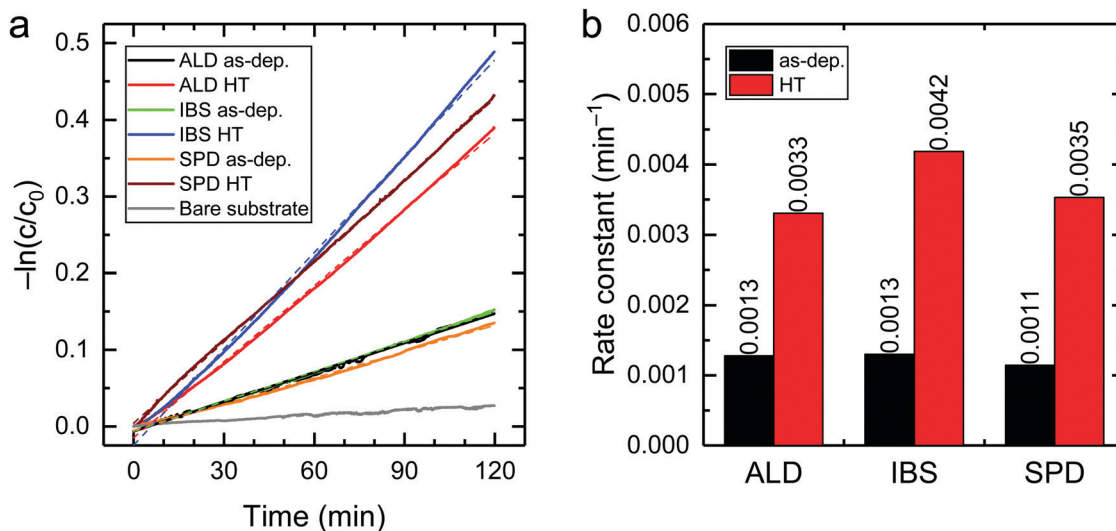 a
–ln(c/c0)
0.5
0.4
0.3
0.2
0.1
0.0
ALD as-dep.
ALD HT
IBS as-dep.
IBS HT
SPD as-dep.
SPD HT
Bare substrate
0 30 60 90 120
Time (min)
b
Rate constant (min–1)
0.006
0.005
0.004
0.003
0.002
0.001
0.000
as-dep.
HT
0.0013
0.0033
0.0013
0.0042
0.0011
0.0035
ALD IBS SPD